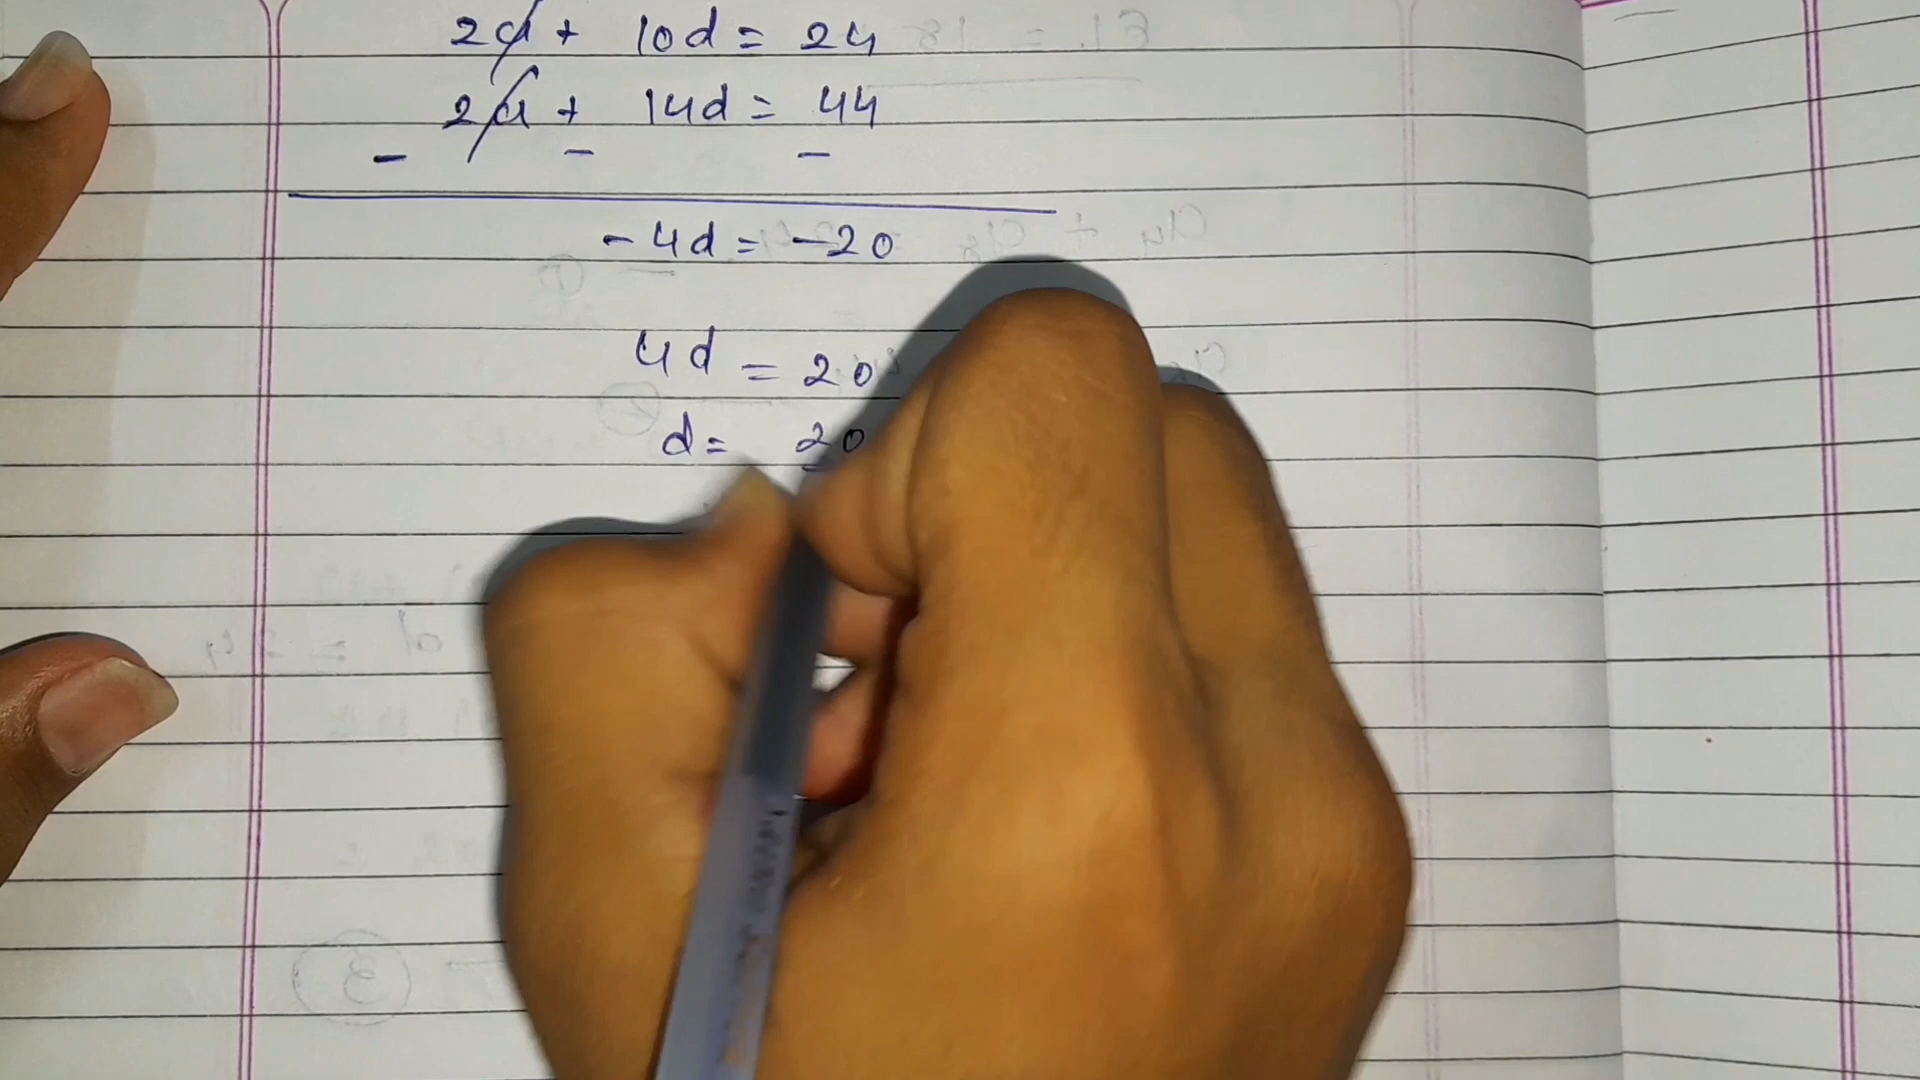 2a + 10d = 24
2a + 14d = 44
- - -
-4d = -20
4d = 20
d = 20